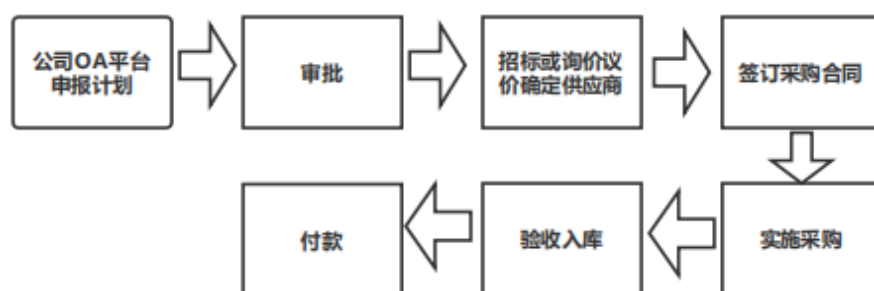 公司OA平台
申报计划
审批
招标或询价议
价确定供应商
签订采购合同
实施采购
验收入库
付款